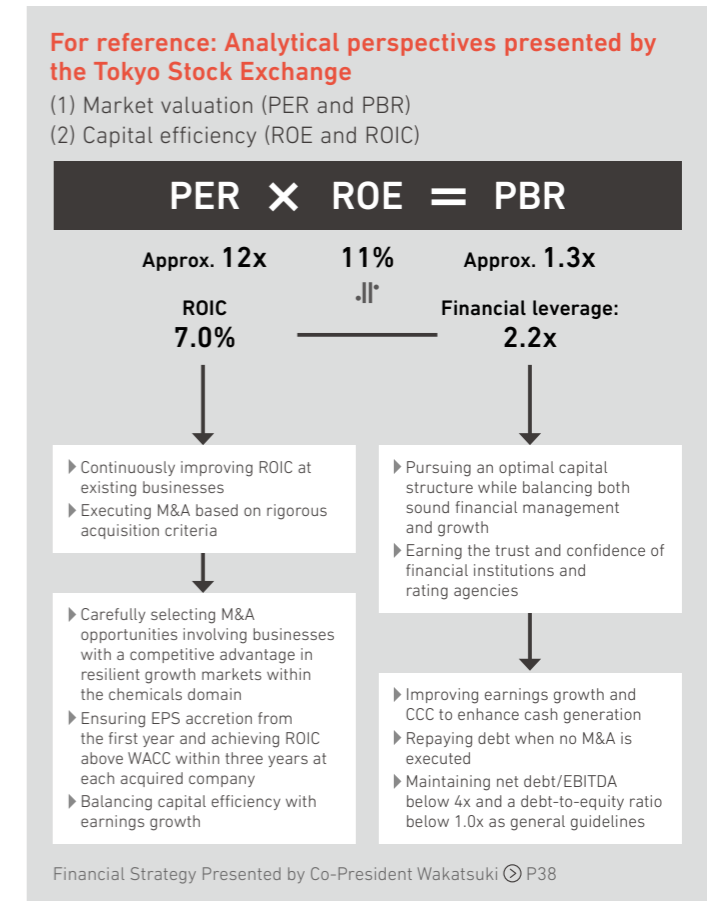 For reference: Analytical perspectives presented by
the Tokyo Stock Exchange
(1) Market valuation (PER and PBR)
(2) Capital efficiency (ROE and ROIC)
PER × ROE = PBR
Approx. 12x 11% Approx. 1.3x
ROIC
7.0%
Financial leverage:
2.2x
Continuously improving ROIC at
existing businesses
Executing M&A based on rigorous
acquisition criteria
Carefully selecting M&A
opportunities involving businesses
with a competitive advantage in
resilient growth markets within
the chemicals domain
Ensuring EPS accretion from
the first year and achieving ROIC
above WACC within three years at
each acquired company
Balancing capital efficiency with
earnings growth
Pursuing an optimal capital
structure while balancing both
sound financial management
and growth
Earning the trust and confidence of
financial institutions and
rating agencies
Improving earnings growth and
CCC to enhance cash generation
Repaying debt when no M&A is
executed
Maintaining net debt/EBITDA
below 4x and a debt-to-equity ratio
below 1.0x as general guidelines
Financial Strategy Presented by Co-President Wakatsuki P38